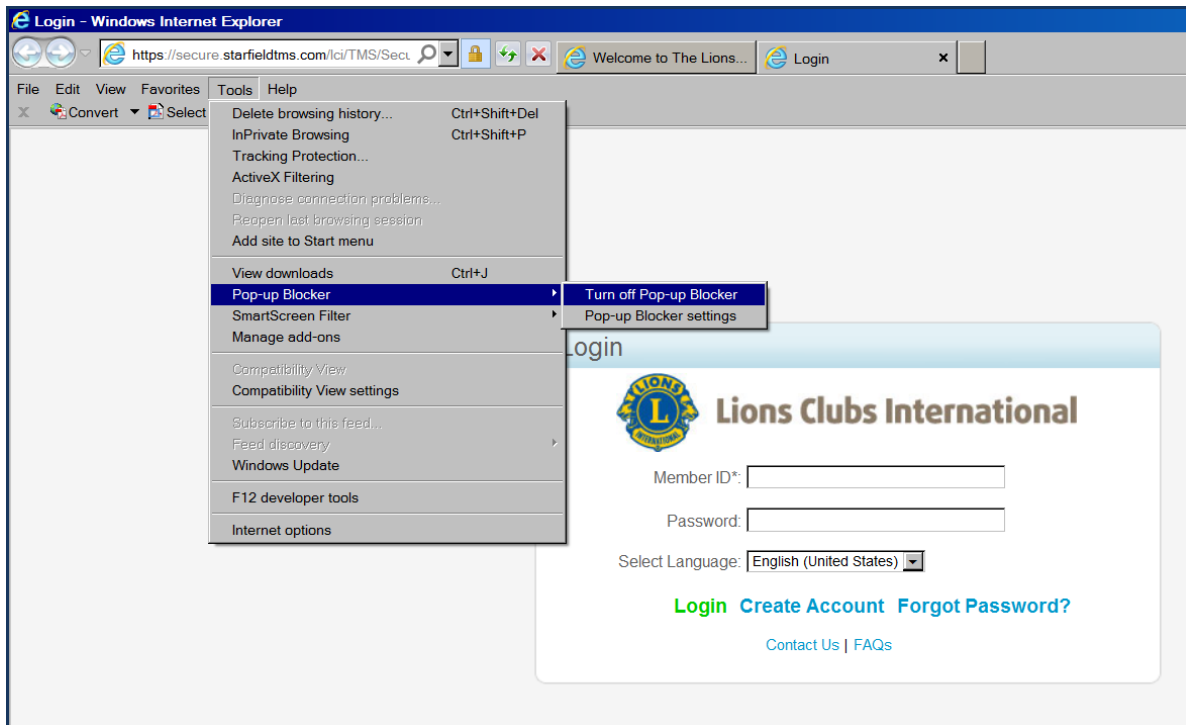 Login - Windows Internet Explorer
https://secure.starfieldtms.com/lci/TMS/Secu
Welcome to The Lions...
Login
x
File Edit View Favorites Tools Help
x Convert Select
Delete browsing history... Ctrl+Shift+Del
InPrivate Browsing Ctrl+Shift+P
Tracking Protection...
ActiveX Filtering
Diagnose connection problems...
Reopen last browsing session
Add site to Start menu
View downloads Ctrl+J
Pop-up Blocker
Turn off Pop-up Blocker
SmartScreen Filter
Pop-up Blocker settings
Manage add-ons
Compatibility View
Compatibility View settings
Subscribe to this feed...
Feed discovery
Windows Update
F12 developer tools
Internet options
Login
LIONS
L
INTERNATIONAL
Lions Clubs International
Member ID*:
Password:
Select Language: English (United States)
Login Create Account Forgot Password?
Contact Us | FAQs